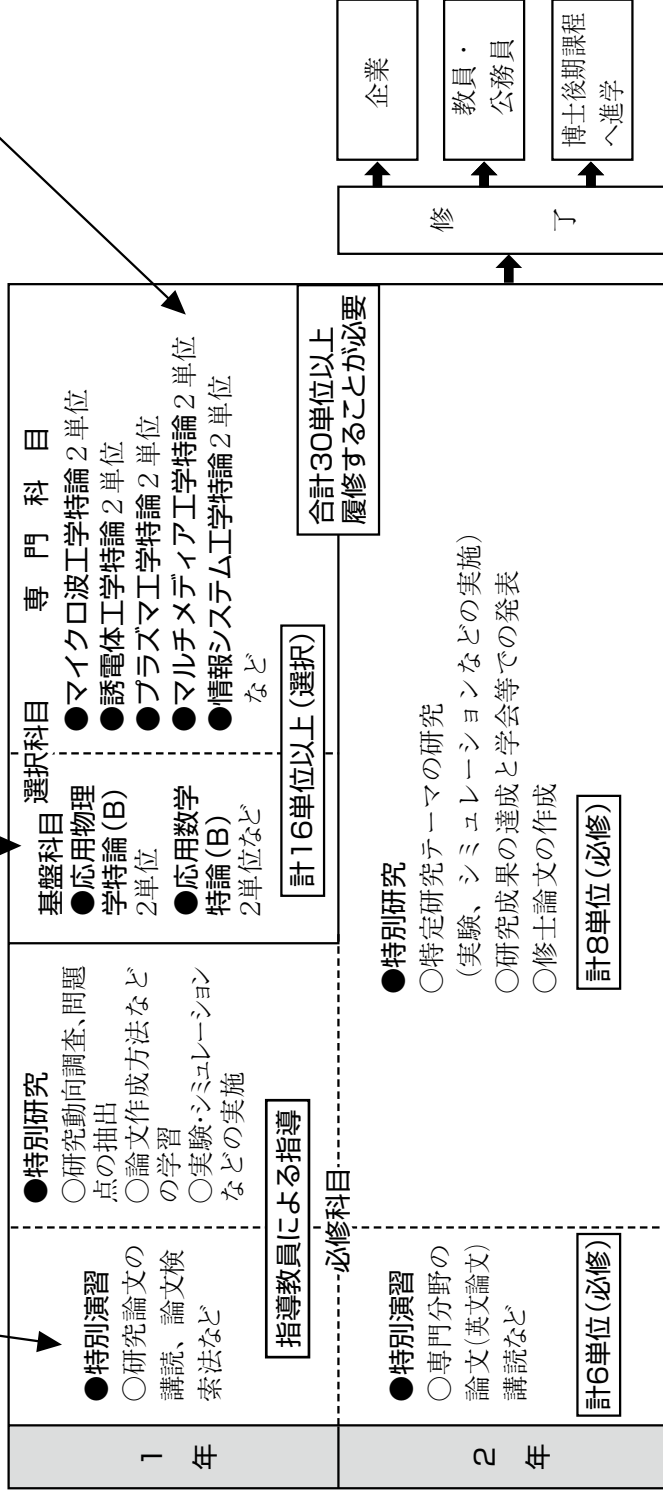 1年
●特別演習
○研究論文の
講読、論文検
索法など
●特別研究
○研究動向調査、問題
点の抽出
○論文作成方法など
の学習
○実験・シミュレーション
などの実施
指導教員による指導
必修科目
選択科目
基盤科目
●応用物理
学特論(B)
2単位
●応用数学
特論(B)
2単位など
専門科目
●マイクロ波工学特論2単位
●誘電体工学特論2単位
●プラズマ工学特論2単位
●マルチメディア工学特論2単位
●情報システム工学特論2単位
など
計16単位以上(選択)
合計30単位以上
履修することが必要
2年
●特別演習
○専門分野の
論文(英文論文)
講読など
計6単位(必修)
●特別研究
○特定研究テーマの研究
(実験、シミュレーションなどの実施)
○研究成果の達成と学会等での発表
○修士論文の作成
計8単位(必修)
修了
企業
教員・
公務員
博士後期課程
へ進学